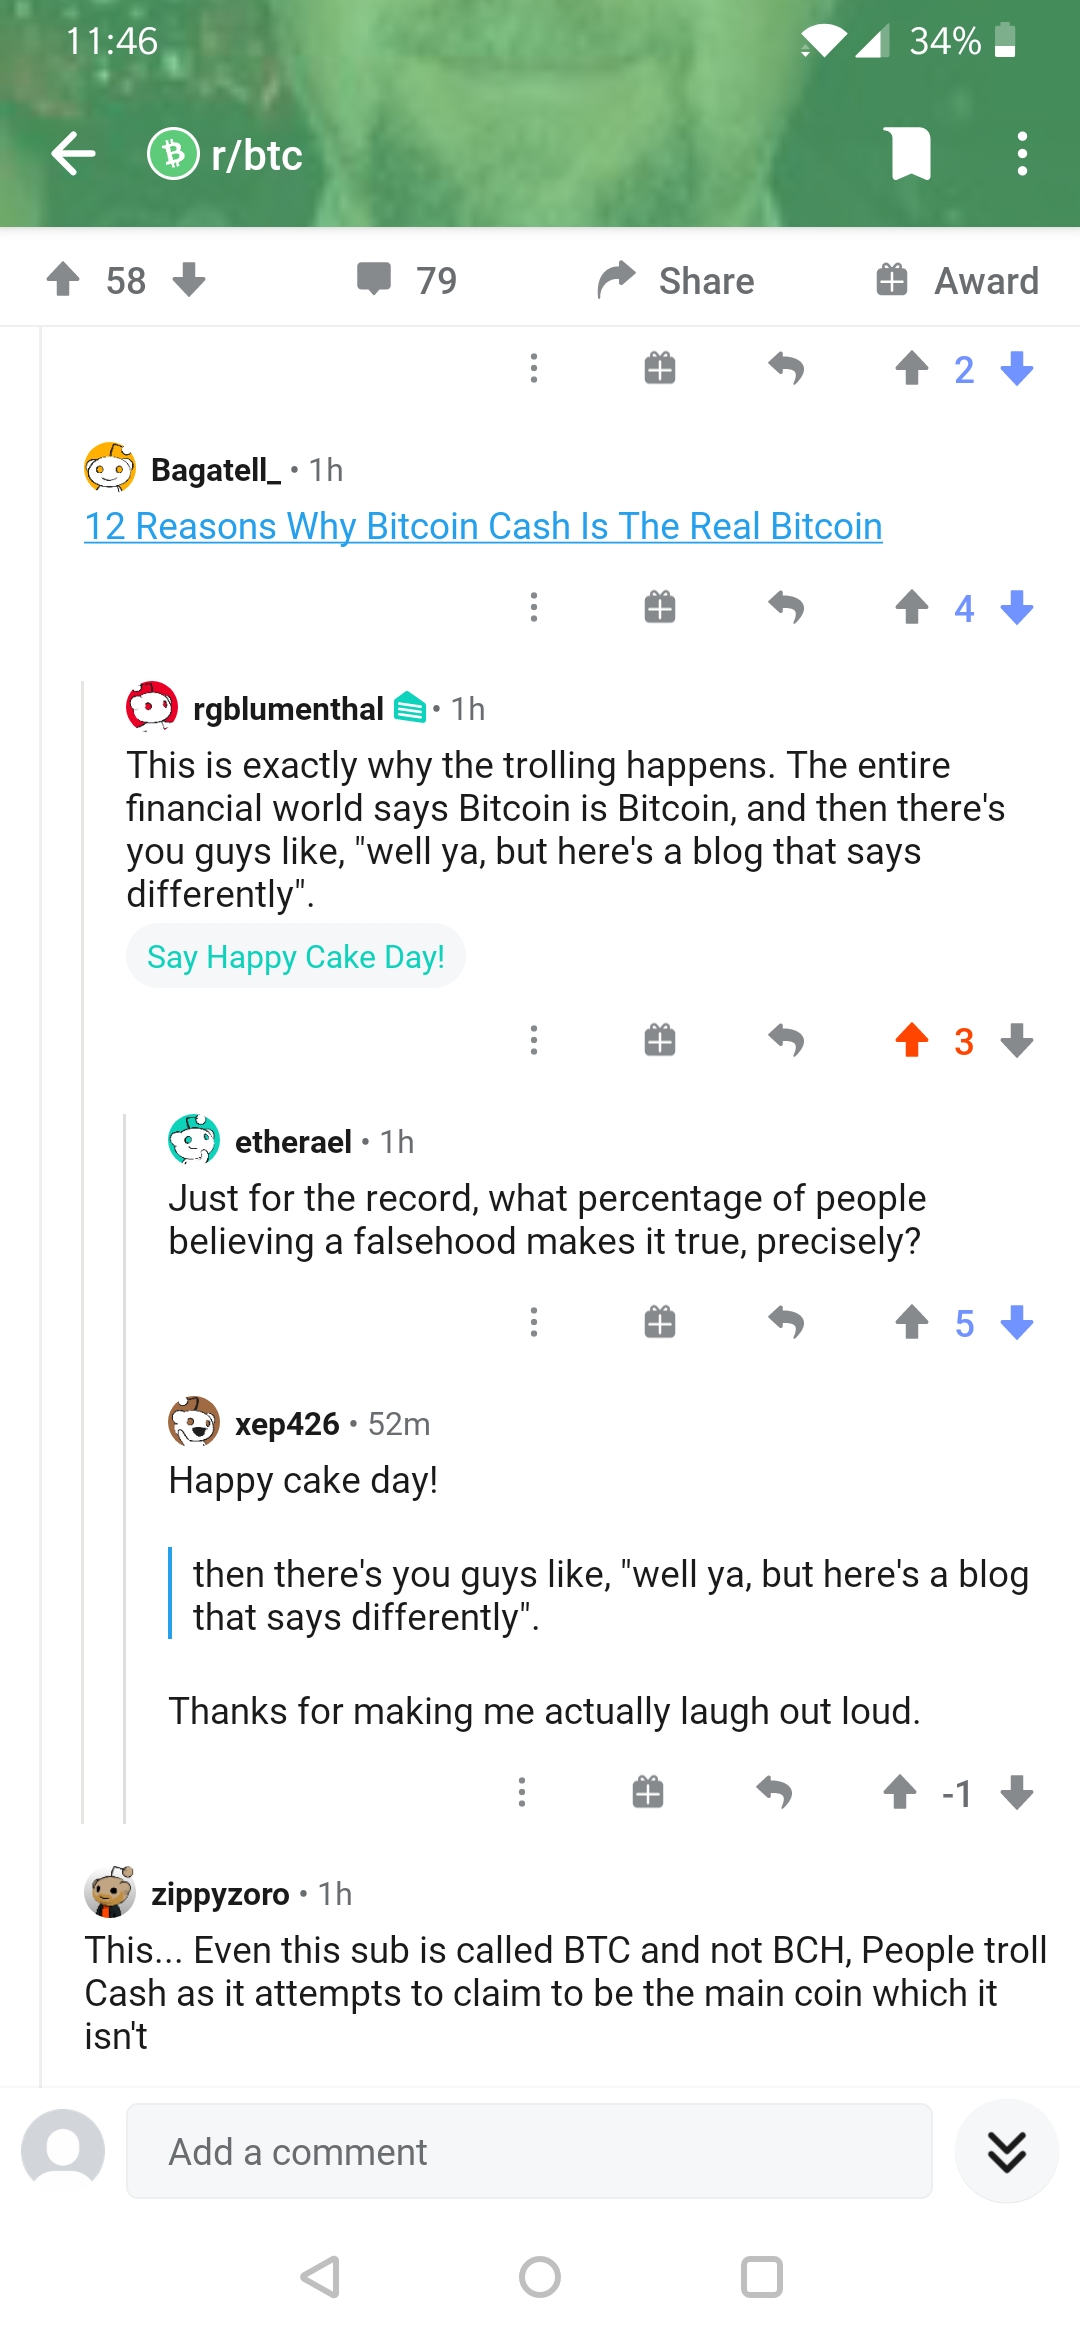 11:46
34%
r/btc
58
79
Share
Award
2
Bagatell_ • 1h
12 Reasons Why Bitcoin Cash Is The Real Bitcoin
4
rgblumenthal • 1h
This is exactly why the trolling happens. The entire
financial world says Bitcoin is Bitcoin, and then there's
you guys like, "well ya, but here's a blog that says
differently".
Say Happy Cake Day!
3
etherael • 1h
Just for the record, what percentage of people
believing a falsehood makes it true, precisely?
5
xep426 • 52m
Happy cake day!
then there's you guys like, "well ya, but here's a blog
that says differently".
Thanks for making me actually laugh out loud.
-1
zippyzoro • 1h
This... Even this sub is called BTC and not BCH, People troll
Cash as it attempts to claim to be the main coin which it
isn't
Add a comment